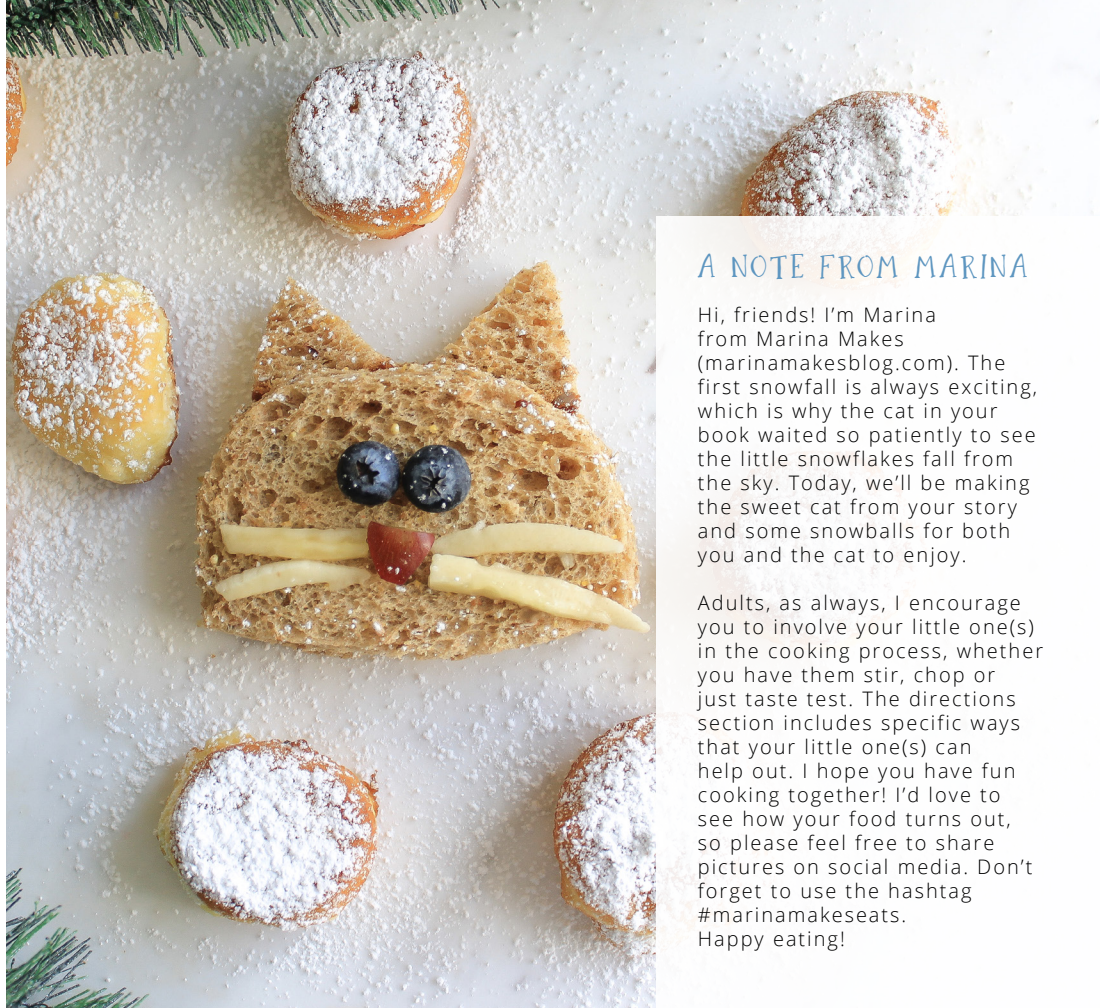 A NOTE FROM MARINA
Hi, friends! I’m Marina
from Marina Makes
(marinamakesblog.com). The
first snowfall is always exciting,
which is why the cat in your
book waited so patiently to see
the little snowflakes fall from
the sky. Today, we’ll be making
the sweet cat from your story
and some snowballs for both
you and the cat to enjoy.
Adults, as always, I encourage
you to involve your little one(s)
in the cooking process, whether
you have them stir, chop or
just taste test. The directions
section includes specific ways
that your little one(s) can
help out. I hope you have fun
cooking together! I’d love to
see how your food turns out,
so please feel free to share
pictures on social media. Don’t
forget to use the hashtag
#marinamakeseats.
Happy eating!